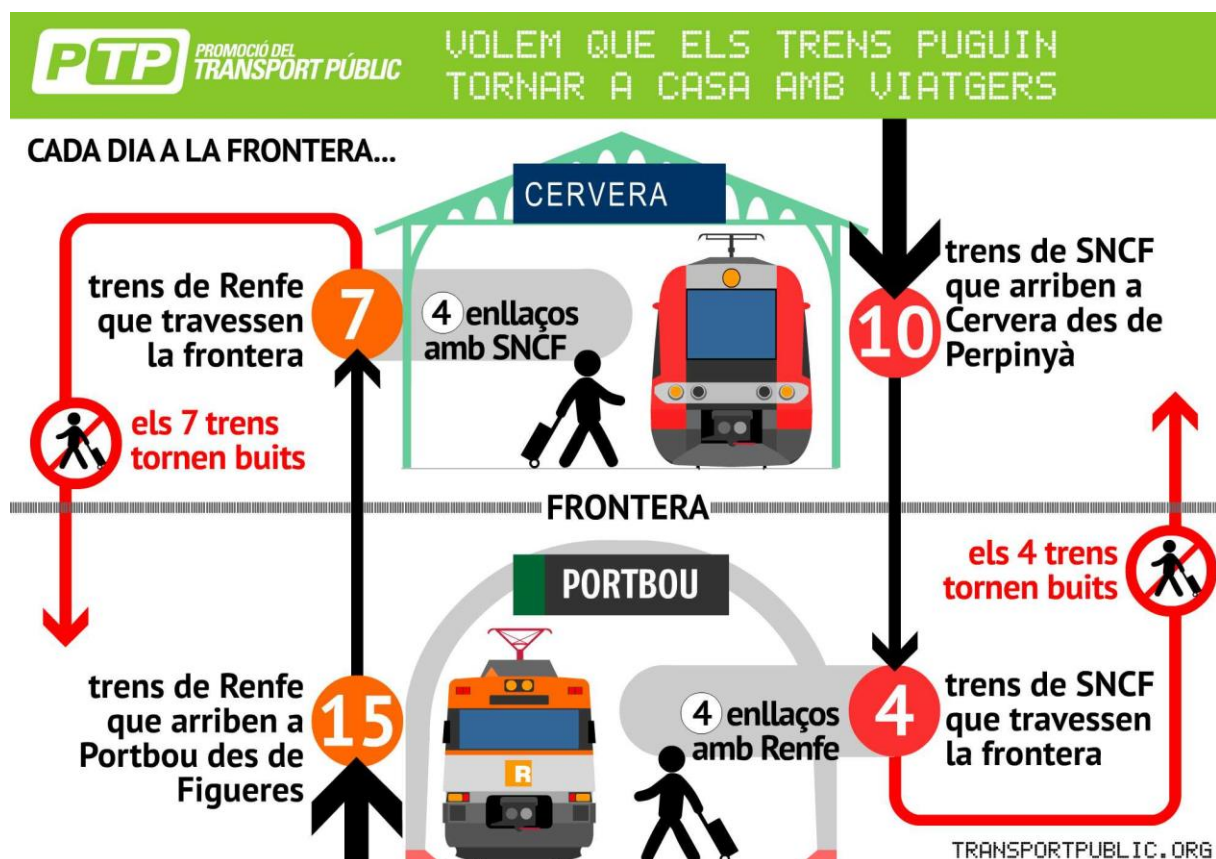 PTP PROMOCIÓ DEL
TRANSPORT PÚBLIC
VOLEM QUE ELS TRENS PUGUIN
TORNAR A CASA AMB VIATGERS
CADA DIA A LA FRONTERA...
CERVERA
trens de Renfe
que travessen
la frontera
7
4 enllaços
amb SNCF
10
trens de SNCF
que arriben a
Cervera des de
Perpinyà
els 7 trens
tornen buits
FRONTERA
PORTBOU
els 4 trens
tornen buits
trens de Renfe
que arriben a
Portbou des de
Figueres
15
R
4 enllaços
amb Renfe
4
trens de SNCF
que travessen
la frontera
TRANSPORTPUBLIC.ORG